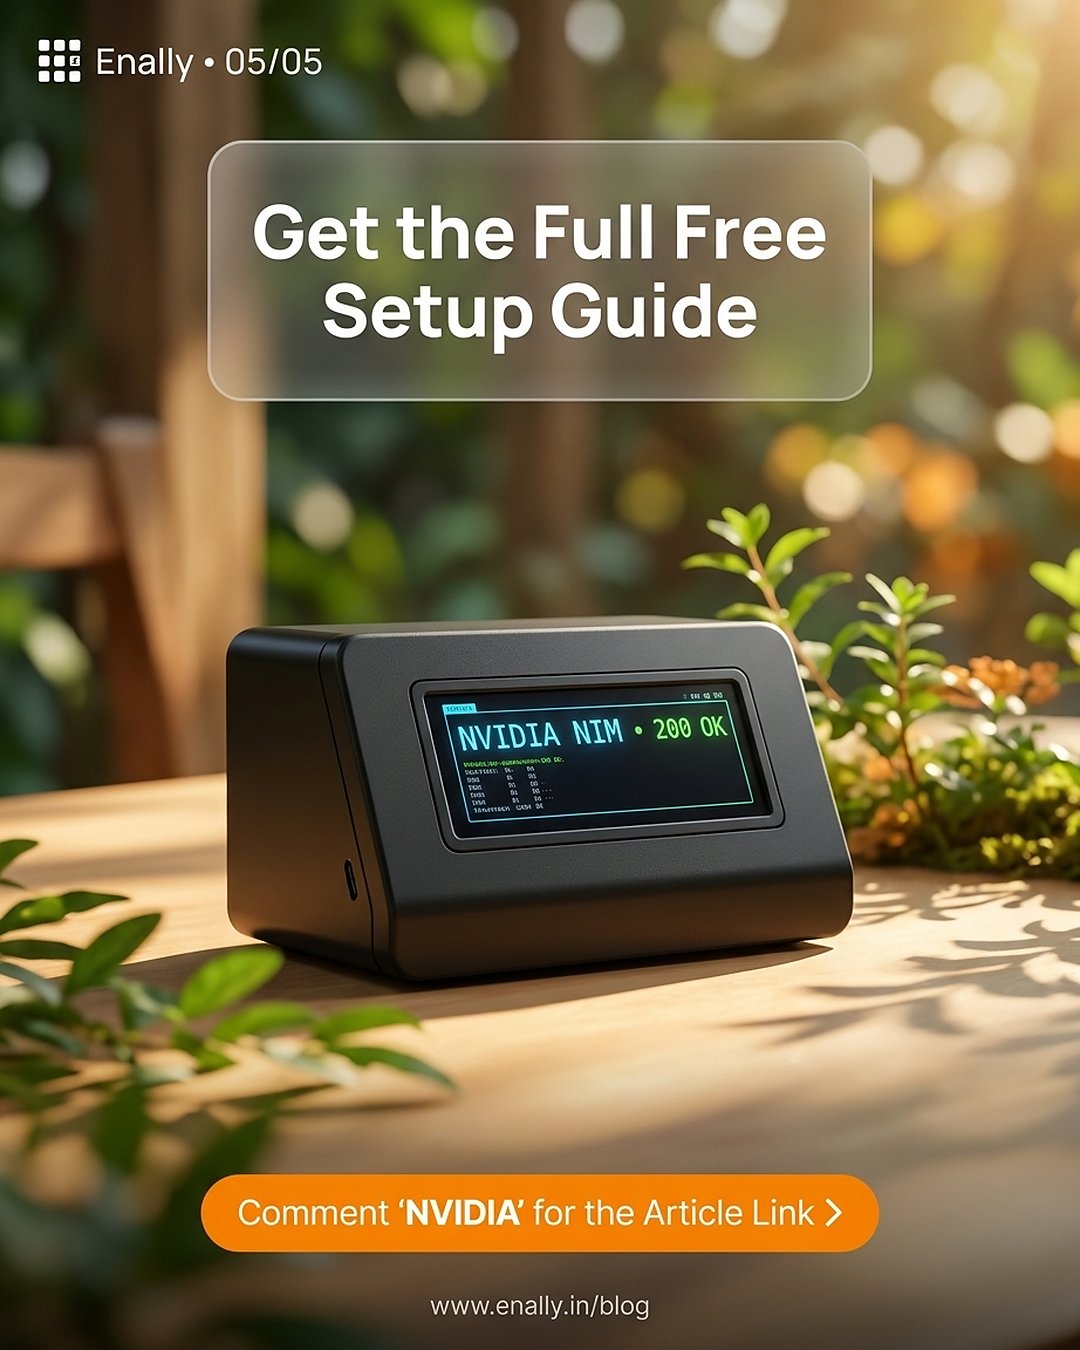 Enally • 05/05
Get the Full Free
Setup Guide
NVIDIA NIM • 200 OK
Comment ‘NVIDIA’ for the Article Link
www.enally.in/blog